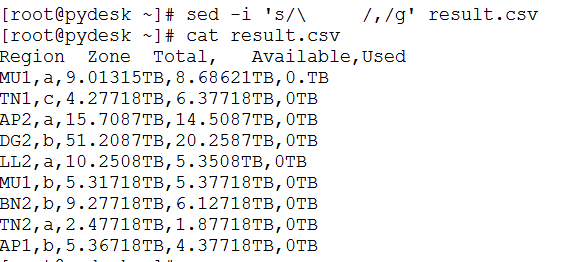 [root@pydesk ~]# sed -i 's/\      /,/g' result.csv
[root@pydesk ~]# cat result.csv
Region  Zone  Total,   Available,Used
MU1,a,9.01315TB,8.68621TB,0.TB
TN1,c,4.27718TB,6.37718TB,0TB
AP2,a,15.7087TB,14.5087TB,0TB
DG2,b,51.2087TB,20.2587TB,0TB
LL2,a,10.2508TB,5.3508TB,0TB
MU1,b,5.31718TB,5.37718TB,0TB
BN2,b,9.27718TB,6.12718TB,0TB
TN2,a,2.47718TB,1.87718TB,0TB
AP1,b,5.36718TB,4.37718TB,0TB